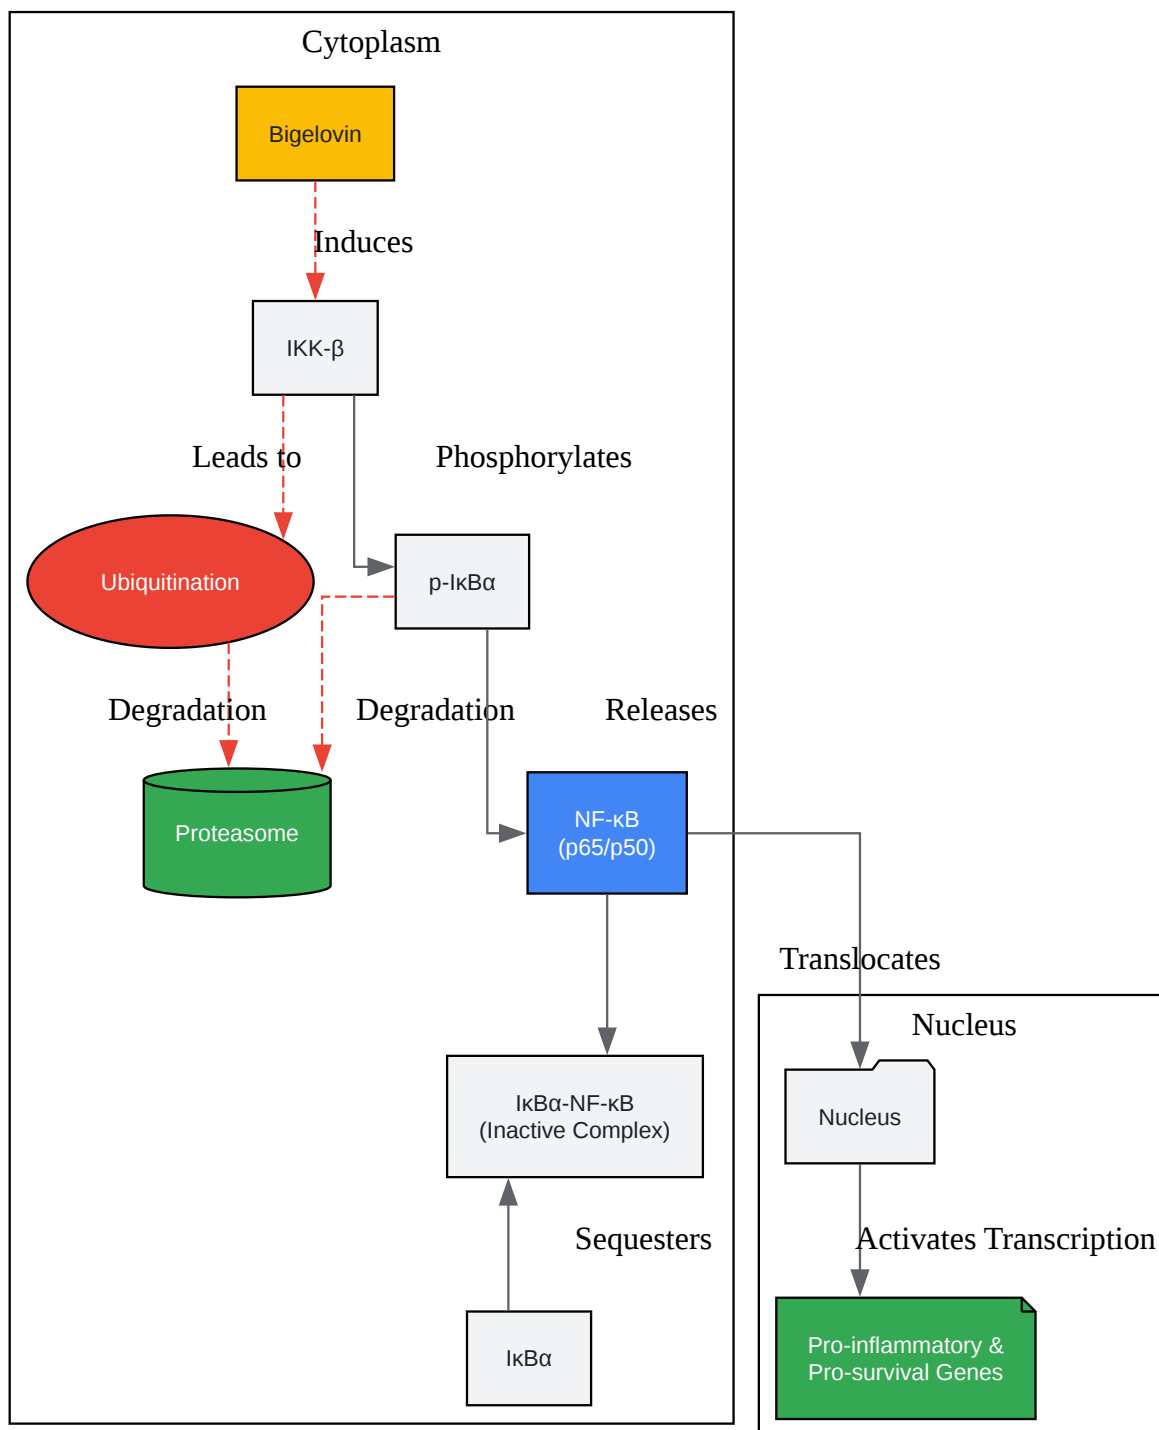 Cytoplasm
Bigelovin
Induces
IKK-β
Leads to
Phosphorylates
Ubiquitination
p-IκBα
Degradation
Degradation
Releases
Proteasome
NF-κB
(p65/p50)
Translocates
Nucleus
IκBα-NF-κB
(Inactive Complex)
Nucleus
Sequesters
Activates Transcription
IκBα
Pro-inflammatory &
Pro-survival Genes